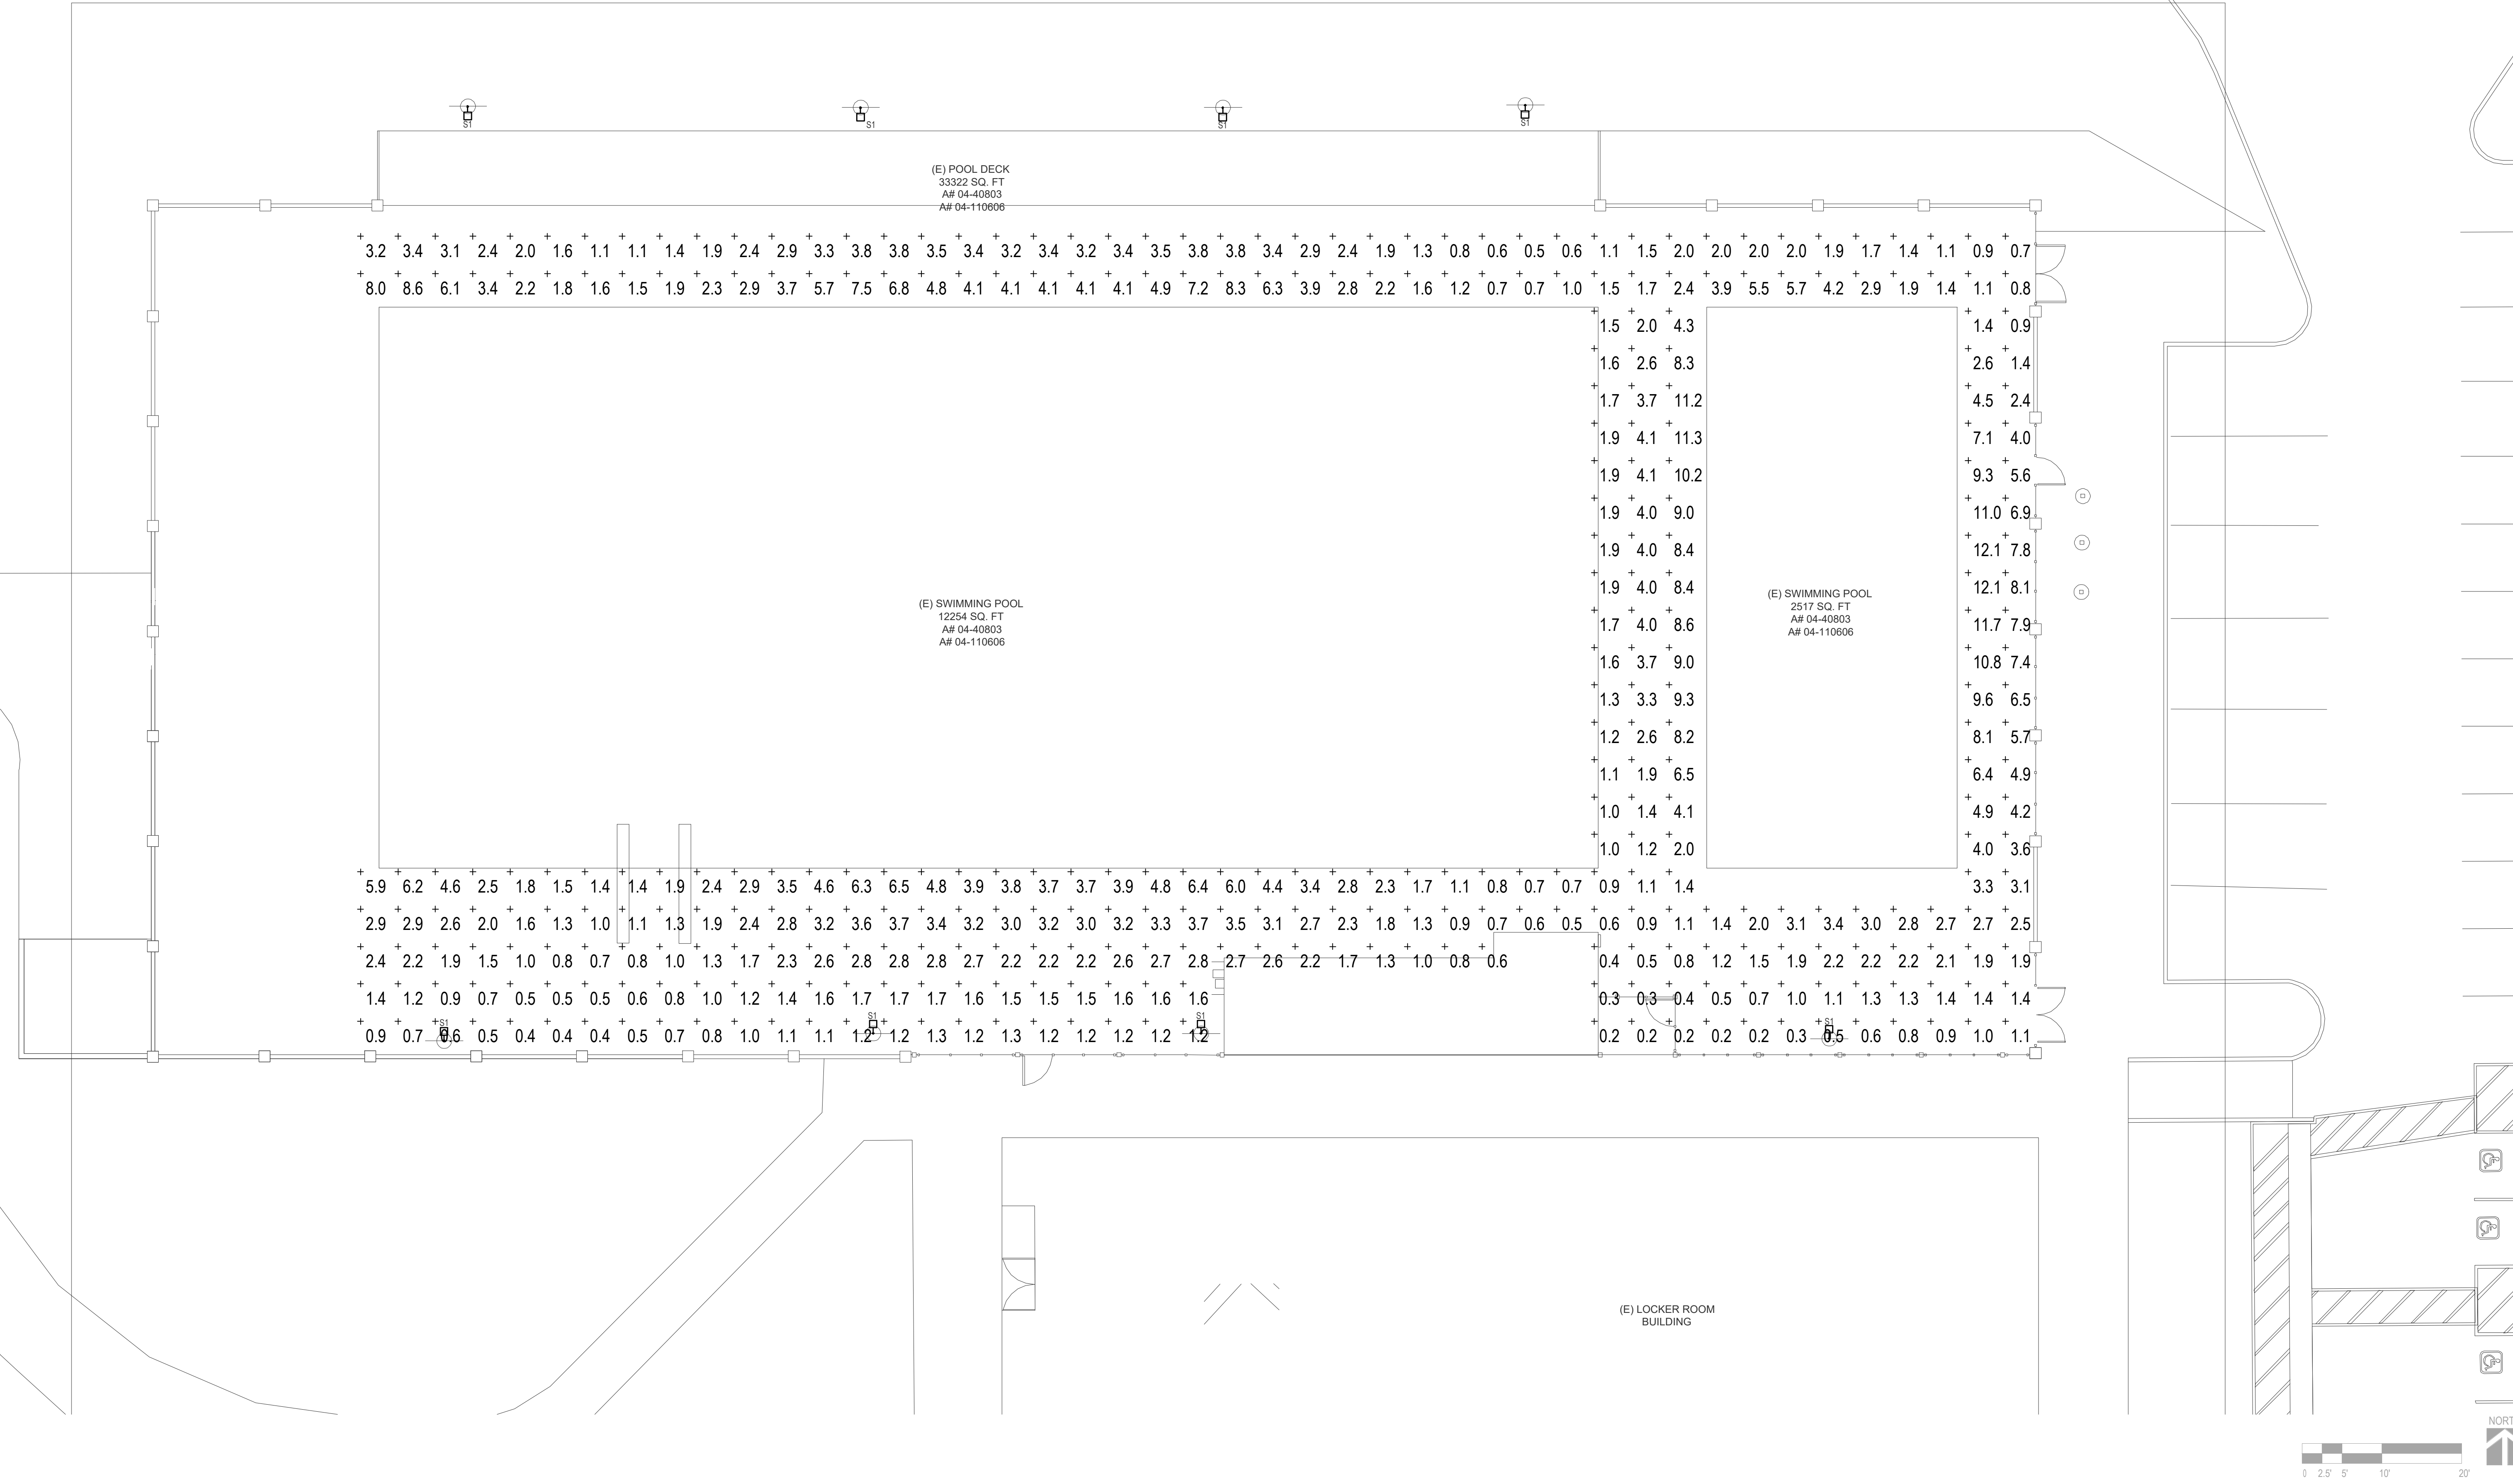 S1 S1 S1 S1
(E) POOL DECK
33322 SQ. FT
A# 04-40803
A# 04-110606
3.2 3.4 3.1 2.4 2.0 1.6 1.1 1.1 1.4 1.9 2.4 2.9 3.3 3.8 3.8 3.5 3.4 3.2 3.4 3.2 3.4 3.5 3.8 3.8 3.4 2.9 2.4 1.9 1.3 0.8 0.6 0.5 0.6 1.1 1.5 2.0 2.0 2.0 2.0 1.9 1.7 1.4 1.1 0.9 0.7
8.0 8.6 6.1 3.4 2.2 1.8 1.6 1.5 1.9 2.3 2.9 3.7 5.7 7.5 6.8 4.8 4.1 4.1 4.1 4.1 4.1 4.9 7.2 8.3 6.3 3.9 2.8 2.2 1.6 1.2 0.7 0.7 1.0 1.5 1.7 2.4 3.9 5.5 5.7 4.2 2.9 1.9 1.4 1.1 0.8
1.5 2.0 4.3 1.4 0.9
1.6 2.6 8.3 2.6 1.4
1.7 3.7 11.2 4.5 2.4
1.9 4.1 11.3 7.1 4.0
1.9 4.1 10.2 9.3 5.6
1.9 4.0 9.0 11.0 6.9
1.9 4.0 8.4 12.1 7.8
1.9 4.0 8.4 12.1 8.1
(E) SWIMMING POOL
12254 SQ. FT
A# 04-40803
A# 04-110606
(E) SWIMMING POOL
2517 SQ. FT
A# 04-40803
A# 04-110606
1.7 4.0 8.6 11.7 7.9
1.6 3.7 9.0 10.8 7.4
1.3 3.3 9.3 9.6 6.5
1.2 2.6 8.2 8.1 5.7
1.1 1.9 6.5 6.4 4.9
1.0 1.4 4.1 4.9 4.2
1.0 1.2 2.0 4.0 3.6
5.9 6.2 4.6 2.5 1.8 1.5 1.4 1.4 1.9 2.4 2.9 3.5 4.6 6.3 6.5 4.8 3.9 3.8 3.7 3.7 3.9 4.8 6.4 6.0 4.4 3.4 2.8 2.3 1.7 1.1 0.8 0.7 0.7 0.9 1.1 1.4 3.3 3.1
2.9 2.9 2.6 2.0 1.6 1.3 1.0 1.1 1.3 1.9 2.4 2.8 3.2 3.6 3.7 3.4 3.2 3.0 3.2 3.0 3.2 3.3 3.7 3.5 3.1 2.7 2.3 1.8 1.3 0.9 0.7 0.6 0.5 0.6 0.9 1.1 1.4 2.0 3.1 3.4 3.0 2.8 2.7 2.7 2.5
2.4 2.2 1.9 1.5 1.0 0.8 0.7 0.8 1.0 1.3 1.7 2.3 2.6 2.8 2.8 2.8 2.7 2.2 2.2 2.2 2.6 2.7 2.8 2.7 2.6 2.2 1.7 1.3 1.0 0.8 0.6 0.4 0.5 0.8 1.2 1.5 1.9 2.2 2.2 2.2 2.1 1.9 1.9
1.4 1.2 0.9 0.7 0.5 0.5 0.5 0.6 0.8 1.0 1.2 1.4 1.6 1.7 1.7 1.7 1.6 1.5 1.5 1.5 1.6 1.6 1.6 0.3 0.3 0.4 0.5 0.7 1.0 1.1 1.3 1.3 1.4 1.4 1.4
S1 S1 S1 S1
0.9 0.7 0.6 0.5 0.4 0.4 0.4 0.5 0.7 0.8 1.0 1.1 1.1 1.2 1.2 1.3 1.2 1.3 1.2 1.2 1.2 1.2 1.2 0.2 0.2 0.2 0.2 0.2 0.3 0.5 0.6 0.8 0.9 1.0 1.1
(E) LOCKER ROOM
BUILDING
NORT
0 2.5' 5' 10' 20'